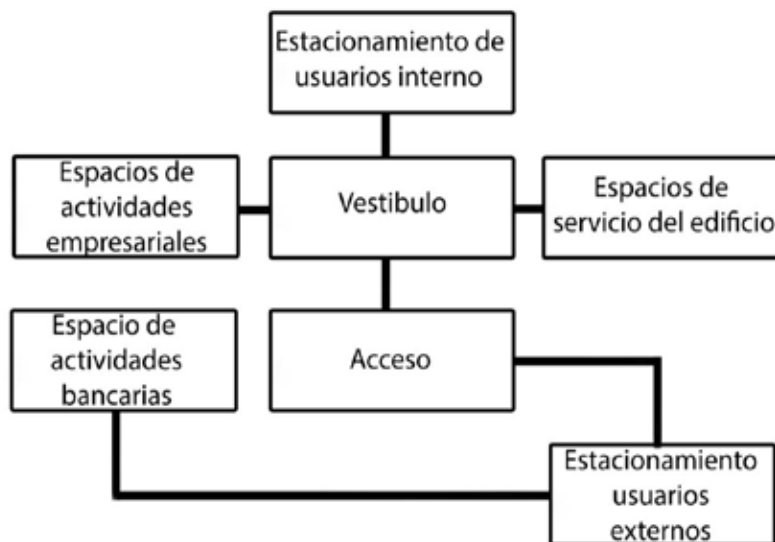 Estacionamiento de
usuarios interno
Espacios de
actividades
empresariales
Vestibulo
Espacios de
servicio del edificio
Espacio de
actividades
bancarias
Acceso
Estacionamiento
usuarios
externos